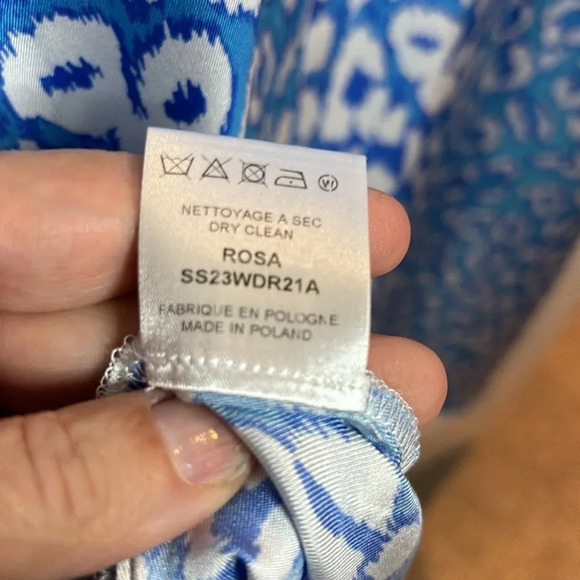 W
NETTOYAGE A SEC
DRY CLEAN
ROSA
SS23WDR21A
FABRIQUE EN POLOGNE
MADE IN POLAND